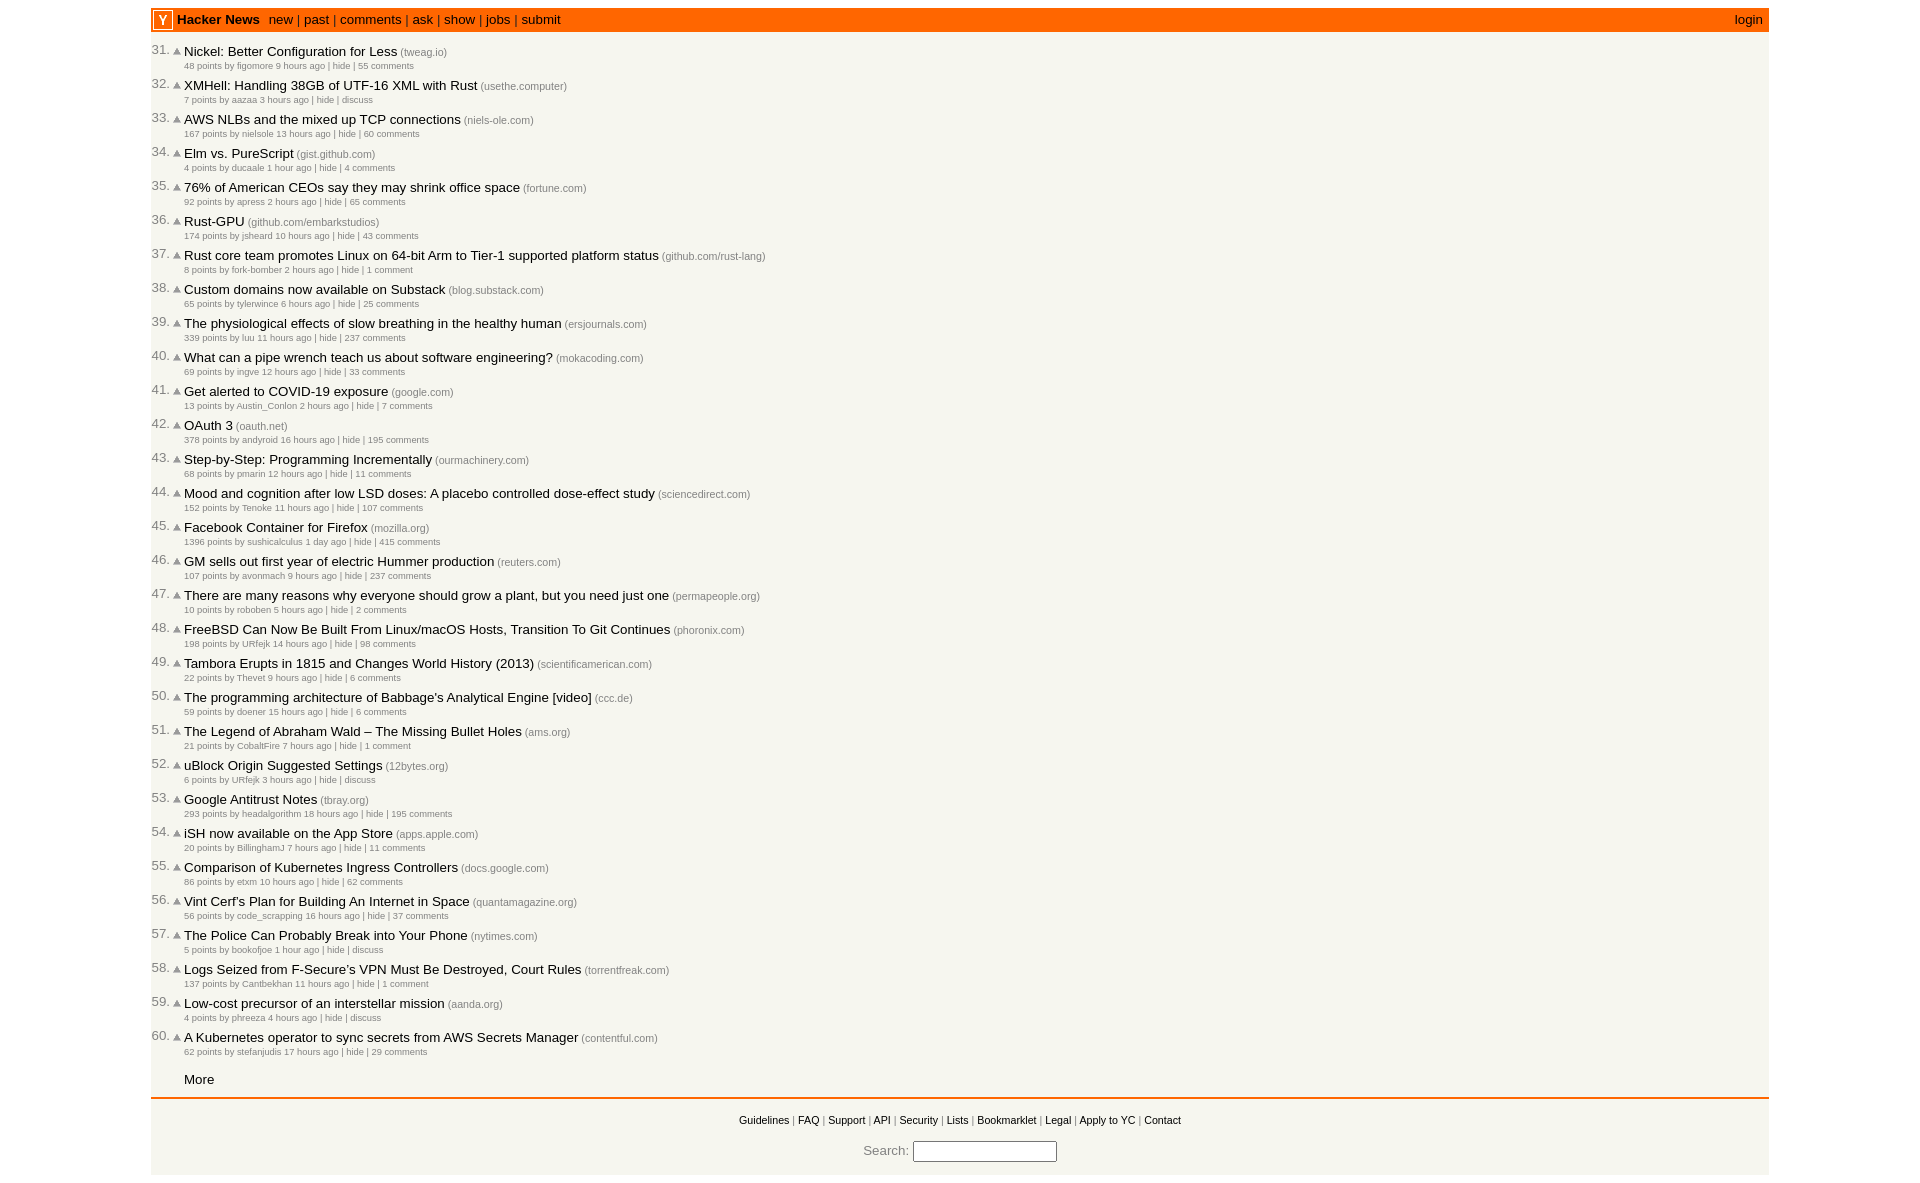 Y Hacker News new | past | comments | ask | show | jobs | submit login
31. Nickel: Better Configuration for Less (tweag.io)
48 points by figomore 9 hours ago | hide | 55 comments
32. XMHell: Handling 38GB of UTF-16 XML with Rust (usethe.computer)
7 points by aazaa 3 hours ago | hide | discuss
33. AWS NLBs and the mixed up TCP connections (niels-ole.com)
167 points by nielsole 13 hours ago | hide | 60 comments
34. Elm vs. PureScript (gist.github.com)
4 points by ducaale 1 hour ago | hide | 4 comments
35. 76% of American CEOs say they may shrink office space (fortune.com)
92 points by apress 2 hours ago | hide | 65 comments
36. Rust-GPU (github.com/embarkstudios)
174 points by jsheard 10 hours ago | hide | 43 comments
37. Rust core team promotes Linux on 64-bit Arm to Tier-1 supported platform status (github.com/rust-lang)
8 points by fork-bomber 2 hours ago | hide | 1 comment
38. Custom domains now available on Substack (blog.substack.com)
65 points by tylerwince 6 hours ago | hide | 25 comments
39. The physiological effects of slow breathing in the healthy human (ersjournals.com)
339 points by luu 11 hours ago | hide | 237 comments
40. What can a pipe wrench teach us about software engineering? (mokacoding.com)
69 points by ingve 12 hours ago | hide | 33 comments
41. Get alerted to COVID-19 exposure (google.com)
13 points by Austin_Conlon 2 hours ago | hide | 7 comments
42. OAuth 3 (oauth.net)
378 points by andyroid 16 hours ago | hide | 195 comments
43. Step-by-Step: Programming Incrementally (ourmachinery.com)
68 points by pmarin 12 hours ago | hide | 11 comments
44. Mood and cognition after low LSD doses: A placebo controlled dose-effect study (sciencedirect.com)
152 points by Tenoke 11 hours ago | hide | 107 comments
45. Facebook Container for Firefox (mozilla.org)
1396 points by sushicalculus 1 day ago | hide | 415 comments
46. GM sells out first year of electric Hummer production (reuters.com)
107 points by avonmach 9 hours ago | hide | 237 comments
47. There are many reasons why everyone should grow a plant, but you need just one (permapeople.org)
10 points by roboben 5 hours ago | hide | 2 comments
48. FreeBSD Can Now Be Built From Linux/macOS Hosts, Transition To Git Continues (phoronix.com)
198 points by URfejk 14 hours ago | hide | 98 comments
49. Tambora Erupts in 1815 and Changes World History (2013) (scientificamerican.com)
22 points by Thevet 9 hours ago | hide | 6 comments
50. The programming architecture of Babbage's Analytical Engine [video] (ccc.de)
59 points by doener 15 hours ago | hide | 6 comments
51. The Legend of Abraham Wald – The Missing Bullet Holes (ams.org)
21 points by CobaltFire 7 hours ago | hide | 1 comment
52. uBlock Origin Suggested Settings (12bytes.org)
6 points by URfejk 3 hours ago | hide | discuss
53. Google Antitrust Notes (tbray.org)
293 points by headalgorithm 18 hours ago | hide | 195 comments
54. iSH now available on the App Store (apps.apple.com)
20 points by BillinghamJ 7 hours ago | hide | 11 comments
55. Comparison of Kubernetes Ingress Controllers (docs.google.com)
86 points by etxm 10 hours ago | hide | 62 comments
56. Vint Cerf's Plan for Building An Internet in Space (quantamagazine.org)
56 points by code_scrapping 16 hours ago | hide | 37 comments
57. The Police Can Probably Break into Your Phone (nytimes.com)
5 points by bookofjoe 1 hour ago | hide | discuss
58. Logs Seized from F-Secure's VPN Must Be Destroyed, Court Rules (torrentfreak.com)
137 points by Cantbekhan 11 hours ago | hide | 1 comment
59. Low-cost precursor of an interstellar mission (aanda.org)
4 points by phreeza 4 hours ago | hide | discuss
60. A Kubernetes operator to sync secrets from AWS Secrets Manager (contentful.com)
62 points by stefanjudis 17 hours ago | hide | 29 comments
More
Guidelines | FAQ | Support | API | Security | Lists | Bookmarklet | Legal | Apply to YC | Contact
Search: